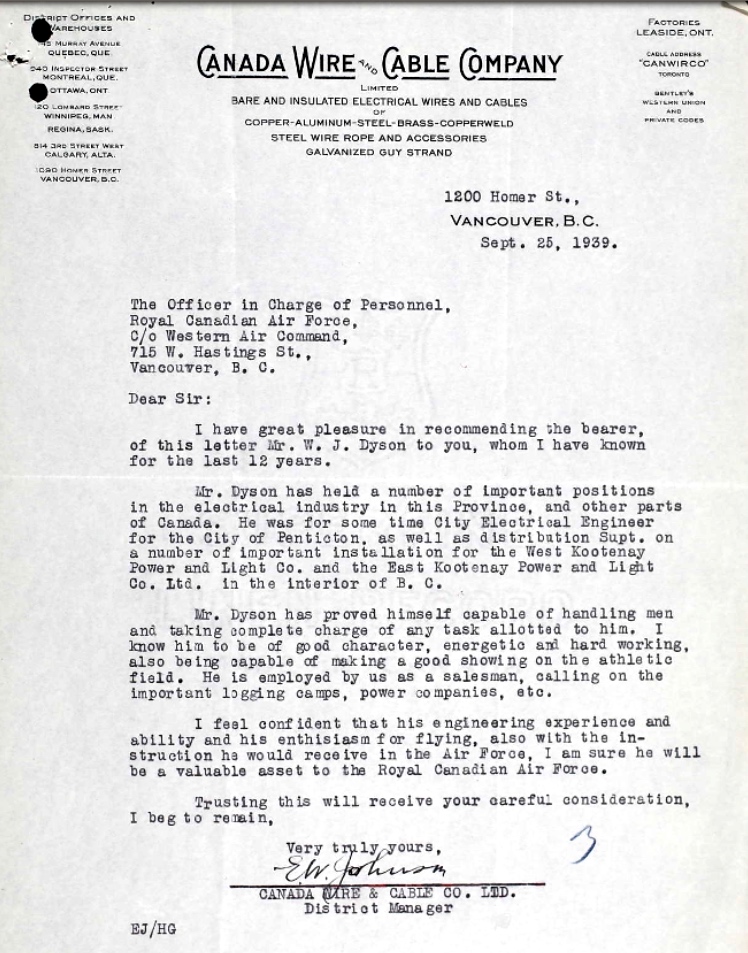 District Offices and
Warehouses
15 Murray Avenue
Quebec, Que.
940 Inspector Street
Montreal, Que.
Ottawa, Ont
120 Lombard Street
Winnipeg, Man
Regina, Sask.
814 3rd Street West
Calgary, Alta.
1090 Homer Street
Vancouver, B.C.
CANADA WIRE AND CABLE COMPANY
LIMITED
BARE AND INSULATED ELECTRICAL WIRES AND CABLES
OF
COPPER-ALUMINUM-STEEL-BRASS-COPPERWELD
STEEL WIRE ROPE AND ACCESSORIES
GALVANIZED GUY STRAND
Factories
Leaside, Ont.
Cable Address
"CANWIRCO"
Toronto
Bentley's
Western Union
and
Private Codes
1200 Homer St.,
VANCOUVER, B.C.
Sept. 25, 1939.
The Officer in Charge of Personnel,
Royal Canadian Air Force,
C/o Western Air Command,
715 W. Hastings St.,
Vancouver, B. C.
Dear Sir:
I have great pleasure in recommending the bearer,
of this letter Mr. W. J. Dyson to you, whom I have known
for the last 12 years.
Mr. Dyson has held a number of important positions
in the electrical industry in this Province, and other parts
of Canada. He was for some time City Electrical Engineer
for the City of Penticton, as well as distribution Supt. on
a number of important installation for the West Kootenay
Power and Light Co. and the East Kootenay Power and Light
Co. Ltd. in the interior of B. C.
Mr. Dyson has proved himself capable of handling men
and taking complete charge of any task allotted to him. I
know him to be of good character, energetic and hard working,
also being capable of making a good showing on the athletic
field. He is employed by us as a salesman, calling on the
important logging camps, power companies, etc.
I feel confident that his engineering experience and
ability and his enthisiasm for flying, also with the in-
struction he would receive in the Air Force, I am sure he will
be a valuable asset to the Royal Canadian Air Force.
Trusting this will receive your careful consideration,
I beg to remain,
Very truly yours,
E.W. Johnson
3
CANADA WIRE & CABLE CO. LTD.
District Manager
EJ/HG